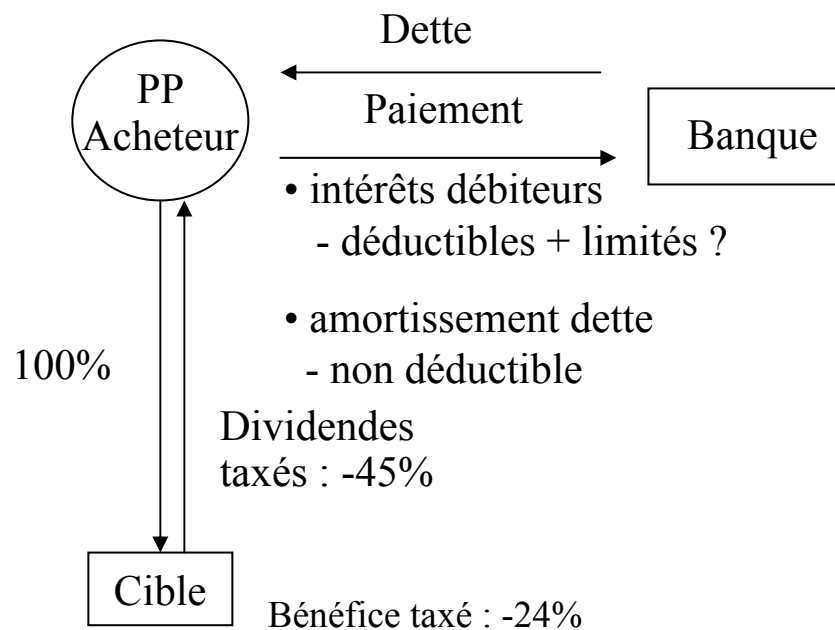 Dette
PP
Acheteur
Paiement
Banque
• intérêts débiteurs
- déductibles + limités ?
• amortissement dette
- non déductible
100%
Dividendes
taxés : -45%
Cible
Bénéfice taxé : -24%